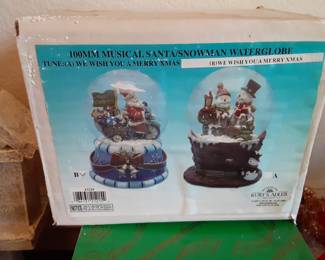 100MM MUSICAL SANTA/SNOWMAN WATERGLOBE
TUNE:(A) WE WISH YOU A MERRY XMAS (B) WE WISH YOU A MERRY XMAS
B
A
KURT S. ADLER